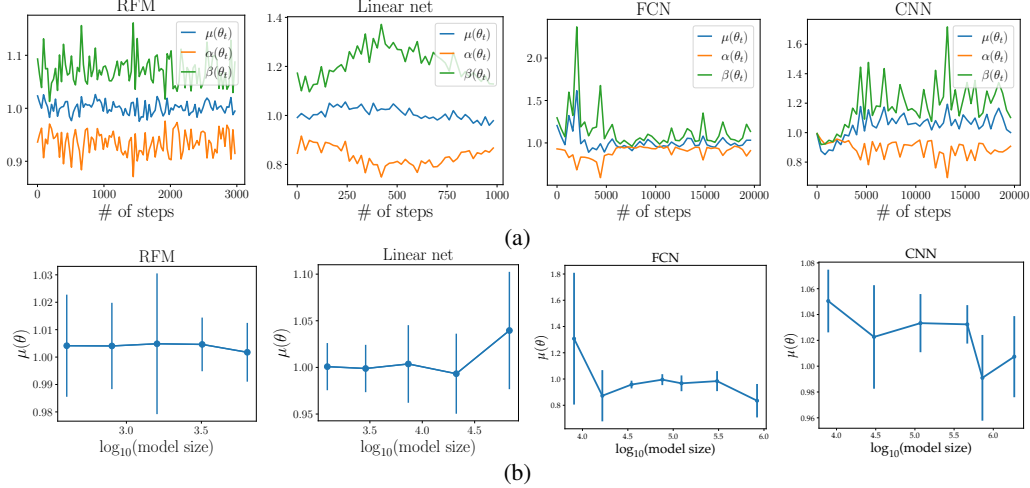 RFM
Linear net
FCN
CNN
1.1
1.0
0.9
0
1000
2000
3000
# of steps
μ(θₜ)
α(θₜ)
β(θₜ)
1.4
1.2
1.0
0.8
0
250
500
750
1000
# of steps
μ(θₜ)
α(θₜ)
β(θₜ)
2.0
1.5
1.0
0
5000
10000
15000
20000
# of steps
μ(θₜ)
α(θₜ)
β(θₜ)
1.6
1.4
1.2
1.0
0.8
0
5000
10000
15000
20000
# of steps
μ(θₜ)
α(θₜ)
β(θₜ)
(a)
RFM
Linear net
FCN
CNN
μ(θ)
1.03
1.02
1.01
1.00
0.99
0.98
3.0
3.5
log₁₀(model size)
μ(θ)
1.10
1.05
1.00
0.95
3.5
4.0
4.5
log₁₀(model size)
μ(θ)
1.8
1.6
1.4
1.2
1.0
0.8
4.0
4.5
5.0
5.5
6.0
log₁₀(model size)
μ(θ)
1.08
1.06
1.04
1.02
1.00
0.98
0.96
4.0
4.5
5.0
5.5
6.0
log₁₀(model size)
(b)